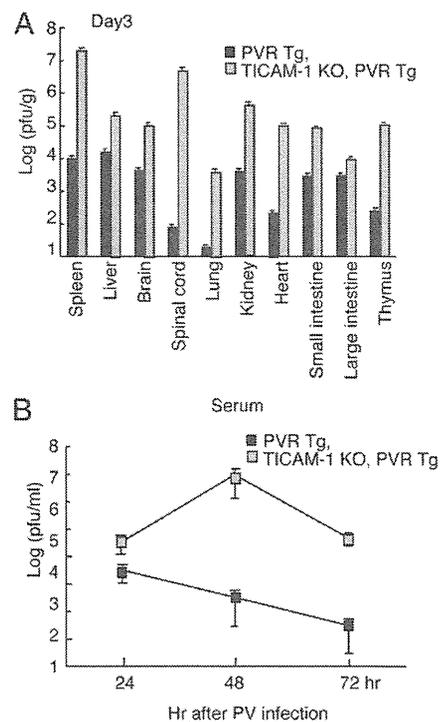 A
Day3
PVR Tg,
TICAM-1 KO, PVR Tg
Log (pfu/g)
8
7
6
5
4
3
2
1
Spleen
Liver
Brain
Spinal cord
Lung
Kidney
Heart
Small intestine
Large intestine
Thymus
B
Serum
PVR Tg,
TICAM-1 KO, PVR Tg
Log (pfu/ml)
8
7
6
5
4
3
2
1
24
48
72 hr
Hr after PV infection